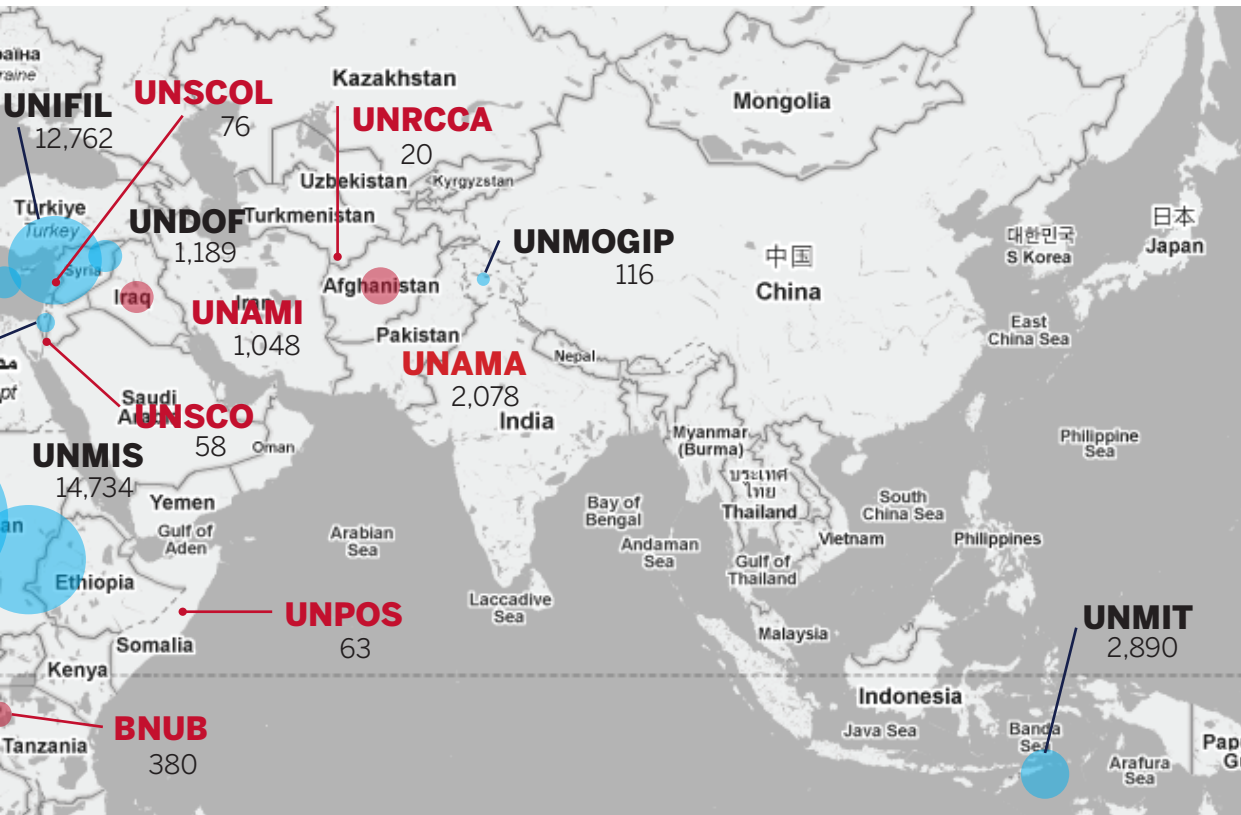 раїна
raine
UNIFIL
12,762
UNSCOL
76
Kazakhstan
UNRCCA
20
Mongolia
Uzbekistan
Kyrgyzstan
Türkiye
Turkey
UNDOF
1,189
Turkmenistan
UNMOGIP
116
中国
China
대한민국
S Korea
日本
Japan
Syria
Iraq
Iran
UNAMI
1,048
Afghanistan
Pakistan
UNAMA
2,078
Nepal
East
China Sea
pt
Saudi
Arabia
UNSCO
58
Oman
India
Myanmar
(Burma)
Philippine
Sea
UNMIS
14,734
Yemen
Gulf of
Aden
Arabian
Sea
Bay of
Bengal
Andaman
Sea
ประเทศ
ไทย
Thailand
South
China Sea
Vietnam
Philippines
an
Ethiopia
Gulf of
Thailand
Laccadive
Sea
UNPOS
63
Somalia
Kenya
Malaysia
UNMIT
2,890
Indonesia
BNUB
380
Tanzania
Java Sea
Banda
Sea
Arafura
Sea
Pap
G